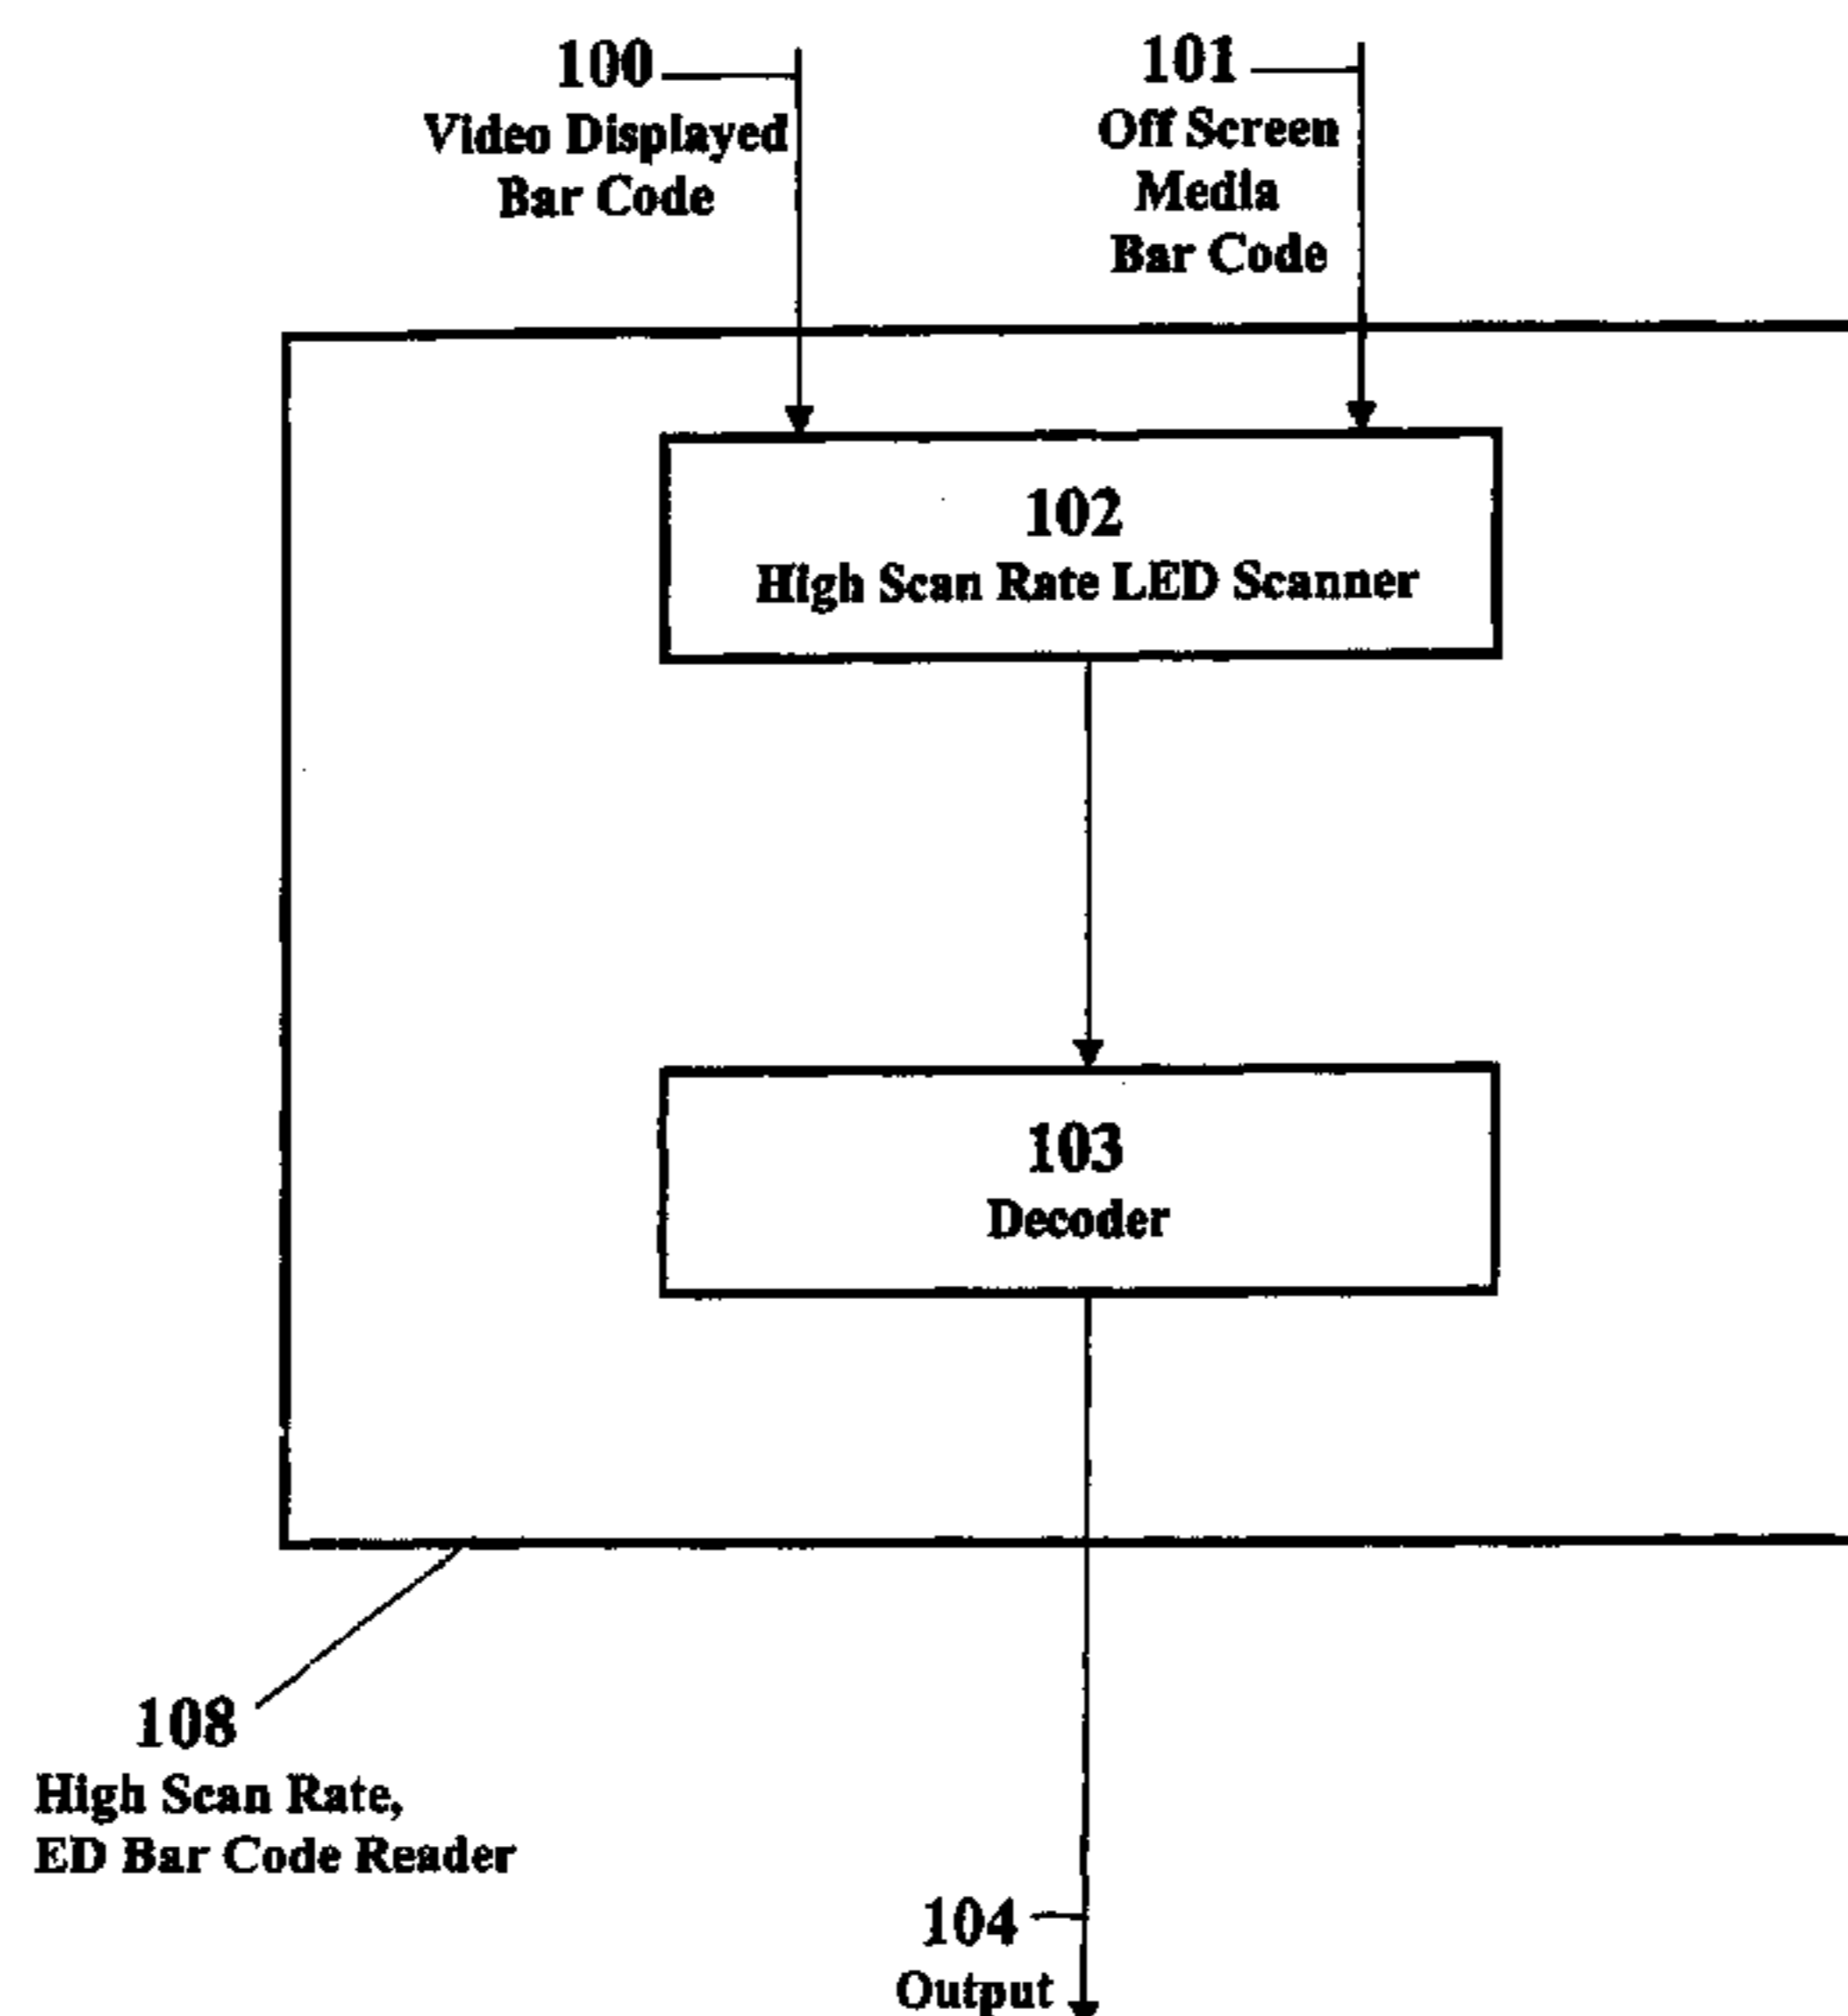 100
Video Displayed
Bar Code
101
Off Screen
Media
Bar Code
102
High Scan Rate LED Scanner
103
Decoder
108
High Scan Rate,
ED Bar Code Reader
104
Output